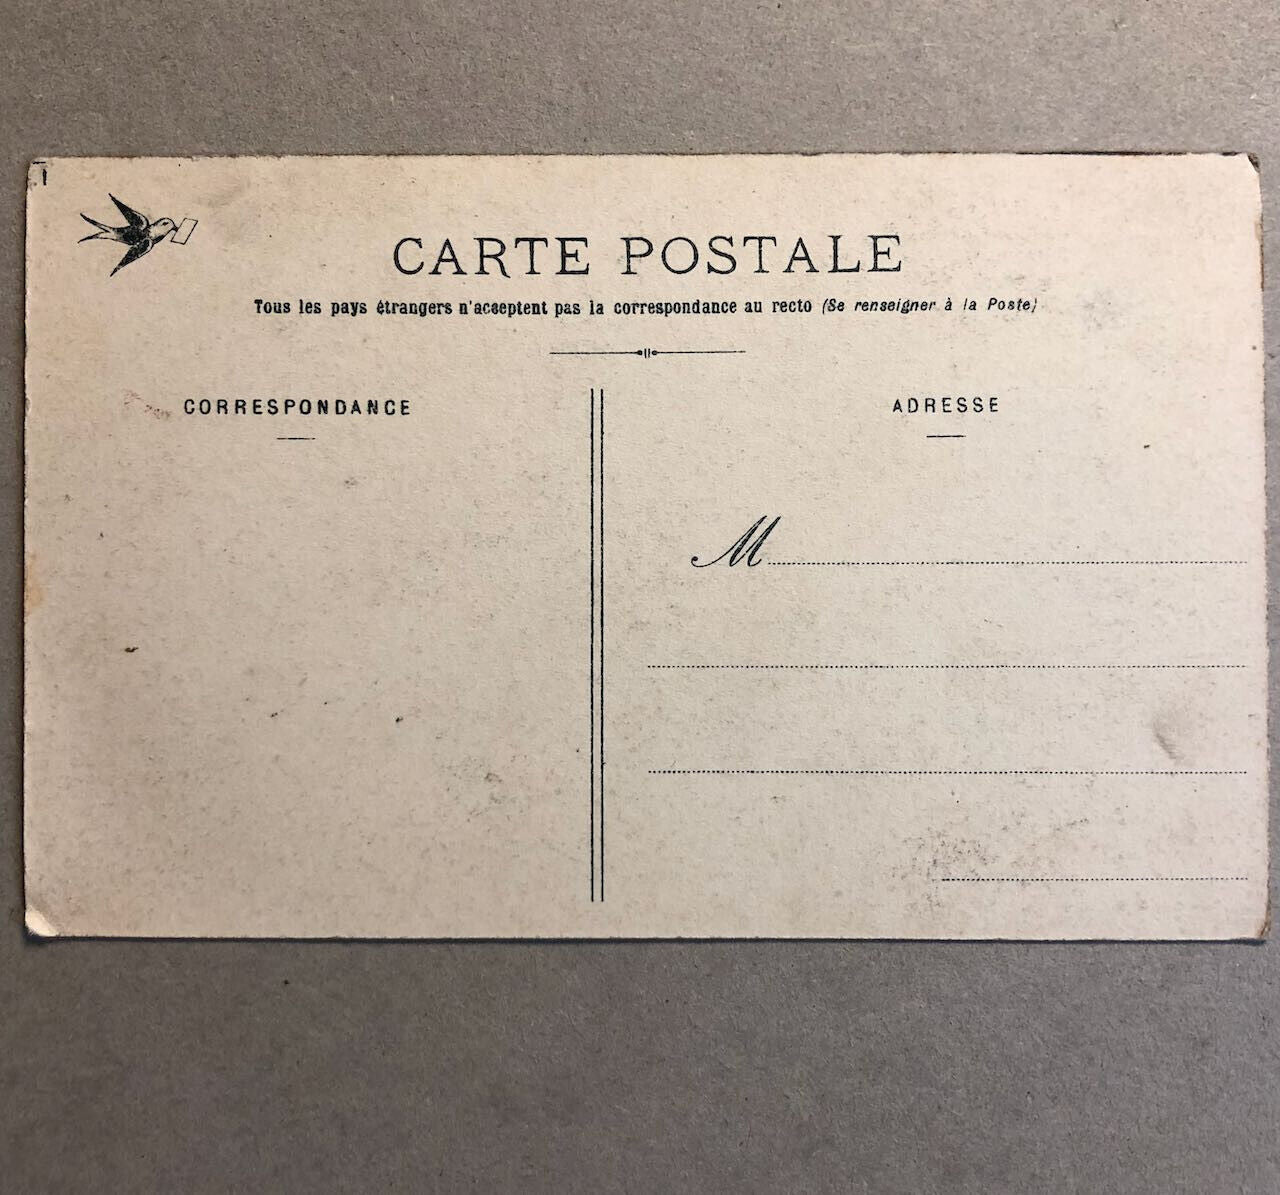 CARTE POSTALE
Tous les pays étrangers n'acceptent pas la correspondance au recto (Se renseigner à la Poste)
CORRESPONDANCE
ADRESSE
M